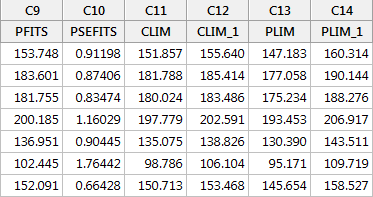 C9 C10 C11 C12 C13 C14
PFITS PSEFITS CLIM CLIM_1 PLIM PLIM_1
153.748 0.91198 151.857 155.640 147.183 160.314
183.601 0.87406 181.788 185.414 177.058 190.144
181.755 0.83474 180.024 183.486 175.234 188.276
200.185 1.16029 197.779 202.591 193.453 206.917
136.951 0.90445 135.075 138.826 130.390 143.511
102.445 1.76442 98.786 106.104 95.171 109.719
152.091 0.66428 150.713 153.468 145.654 158.527